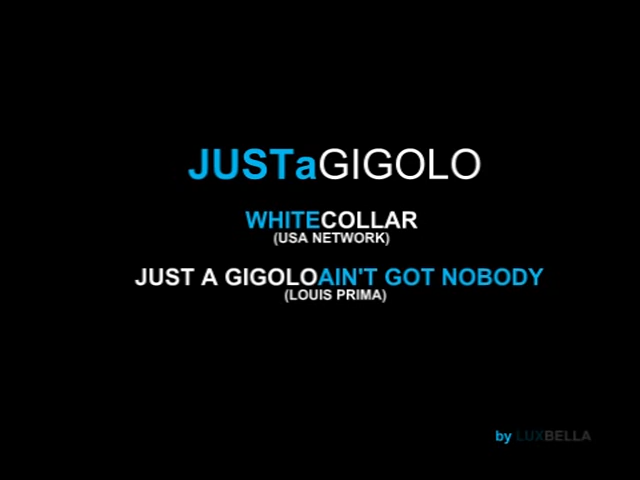 JUSTaGIGOLO
WHITECOLLAR
(USA NETWORK)
JUST A GIGOLOAIN'T GOT NOBODY
(LOUIS PRIMA)
by LUXBELLA